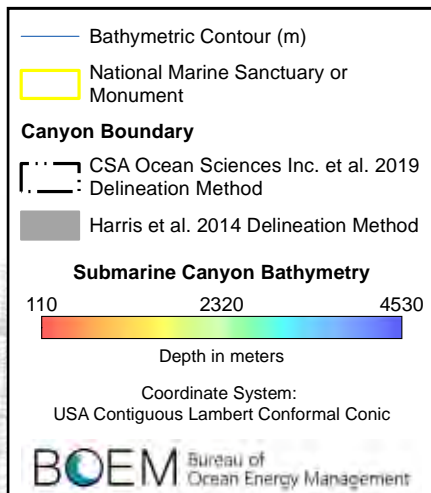 Bathymetric Contour (m)
National Marine Sanctuary or
Monument
Canyon Boundary
CSA Ocean Sciences Inc. et al. 2019
Delineation Method
Harris et al. 2014 Delineation Method
Submarine Canyon Bathymetry
110 2320 4530
Depth in meters
Coordinate System:
USA Contiguous Lambert Conformal Conic
BOEM Bureau of
Ocean Energy Management